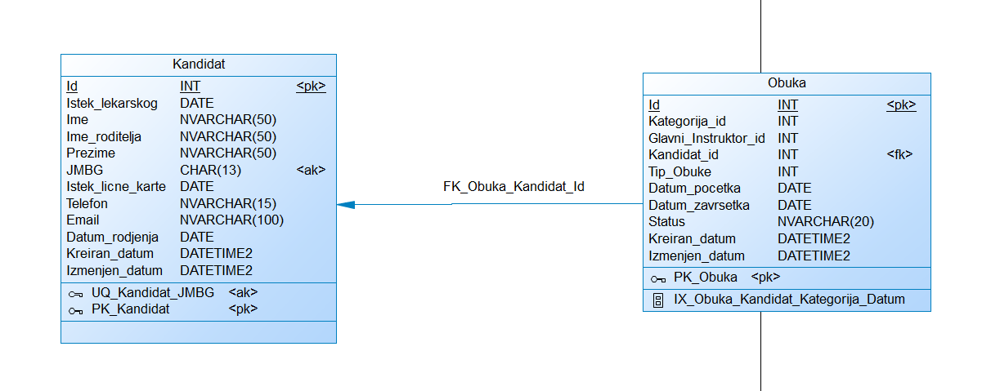 Kandidat
Id INT <pk>
Istek_lekarskog DATE
Ime NVARCHAR(50)
Ime_roditelja NVARCHAR(50)
Prezime NVARCHAR(50)
JMBG CHAR(13) <ak>
Istek_licne_karte DATE
Telefon NVARCHAR(15)
Email NVARCHAR(100)
Datum_rodjenja DATE
Kreiran_datum DATETIME2
Izmenjen_datum DATETIME2
UQ_Kandidat_JMBG <ak>
PK_Kandidat <pk>
FK_Obuka_Kandidat_Id
Obuka
Id INT <pk>
Kategorija_id INT
Glavni_Instruktor_id INT
Kandidat_id INT <fk>
Tip_Obuke INT
Datum_pocetka DATE
Datum_zavrsetka DATE
Status NVARCHAR(20)
Kreiran_datum DATETIME2
Izmenjen_datum DATETIME2
PK_Obuka <pk>
IX_Obuka_Kandidat_Kategorija_Datum